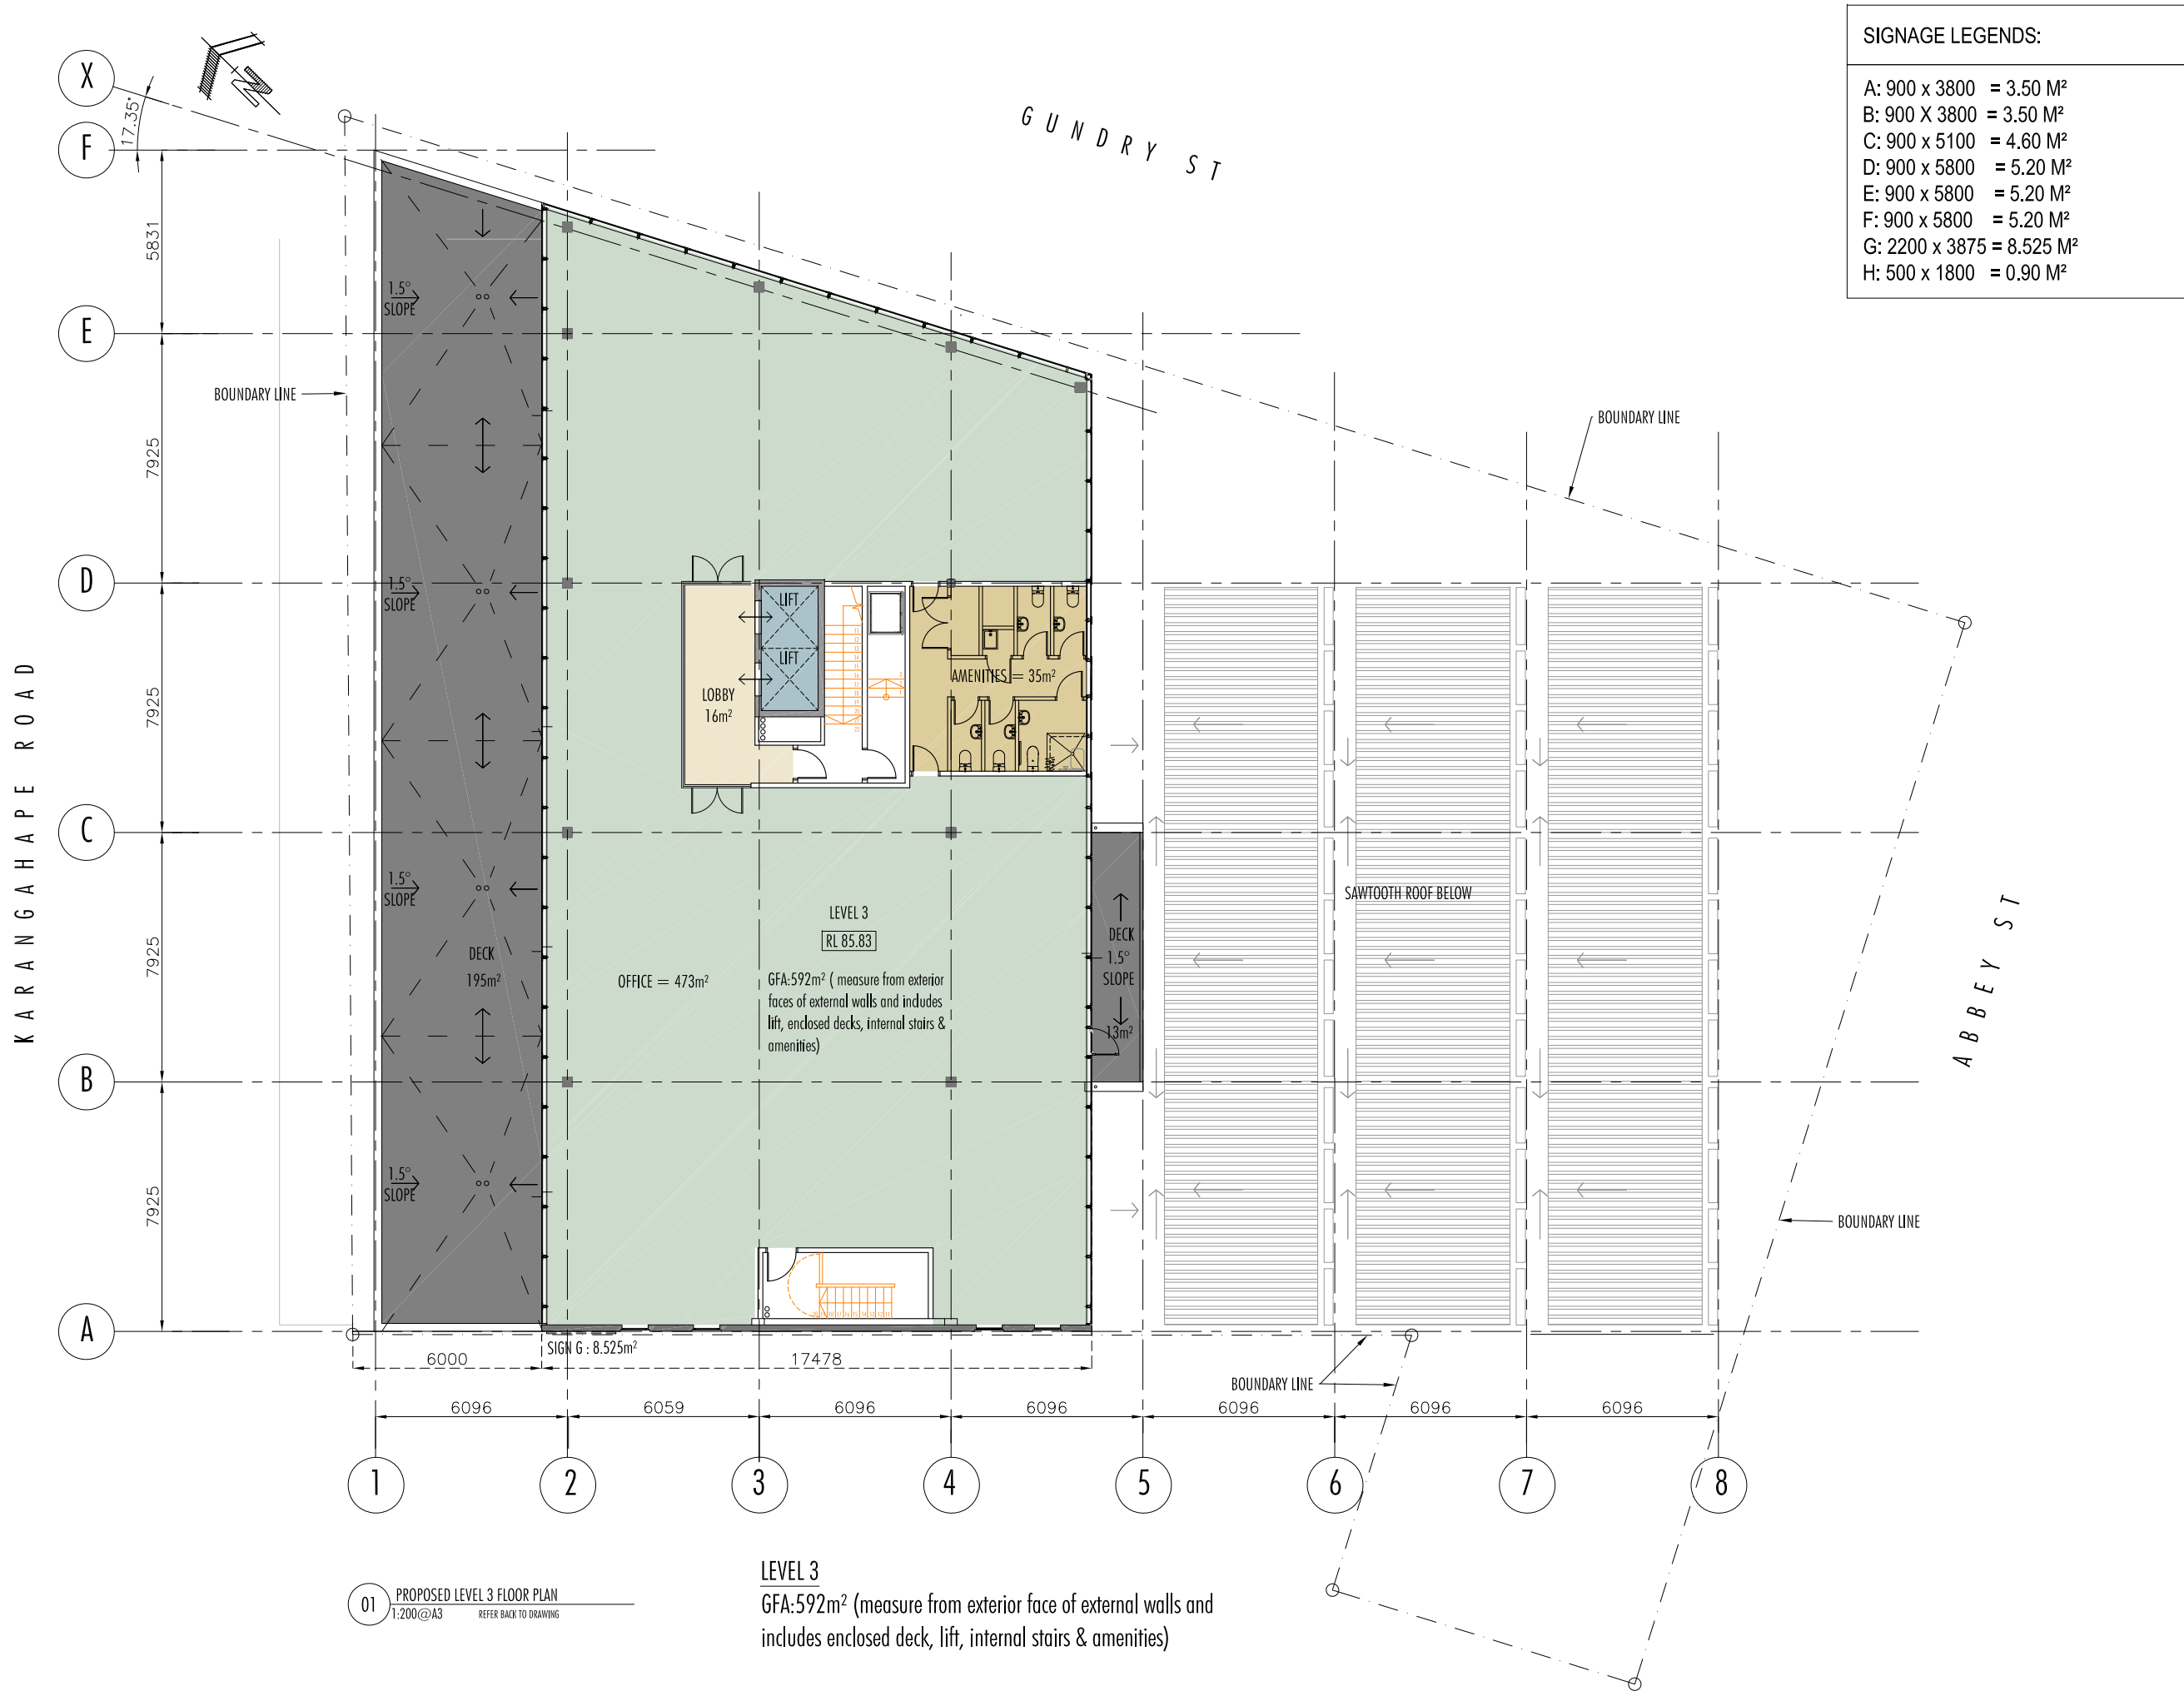 SIGNAGE LEGENDS:
A: 900 x 3800 = 3.50 M²
B: 900 X 3800 = 3.50 M²
C: 900 x 5100 = 4.60 M²
D: 900 x 5800 = 5.20 M²
E: 900 x 5800 = 5.20 M²
F: 900 x 5800 = 5.20 M²
G: 2200 x 3875 = 8.525 M²
H: 500 x 1800 = 0.90 M²
X
F
E
D
C
B
A
N
17.35°
5831
7925
7925
7925
7925
GUNDRY ST
KARANGAHAPE ROAD
ABBEY ST
BOUNDARY LINE
BOUNDARY LINE
BOUNDARY LINE
BOUNDARY LINE
1.5°
SLOPE
1.5°
SLOPE
1.5°
SLOPE
1.5°
SLOPE
DECK
195m²
LIFT
LIFT
LOBBY
16m²
AMENITIES = 35m²
SAWTOOTH ROOF BELOW
LEVEL 3
RL 85.83
OFFICE = 473m²
GFA:592m² ( measure from exterior
faces of external walls and includes
lift, enclosed decks, internal stairs &
amenities)
DECK
1.5°
SLOPE
13m²
SIGN G : 8.525m²
6000
17478
6096
6059
6096
6096
6096
6096
6096
1
2
3
4
5
6
7
8
01
PROPOSED LEVEL 3 FLOOR PLAN
1:200@A3 REFER BACK TO DRAWING
LEVEL 3
GFA:592m² (measure from exterior face of external walls and
includes enclosed deck, lift, internal stairs & amenities)